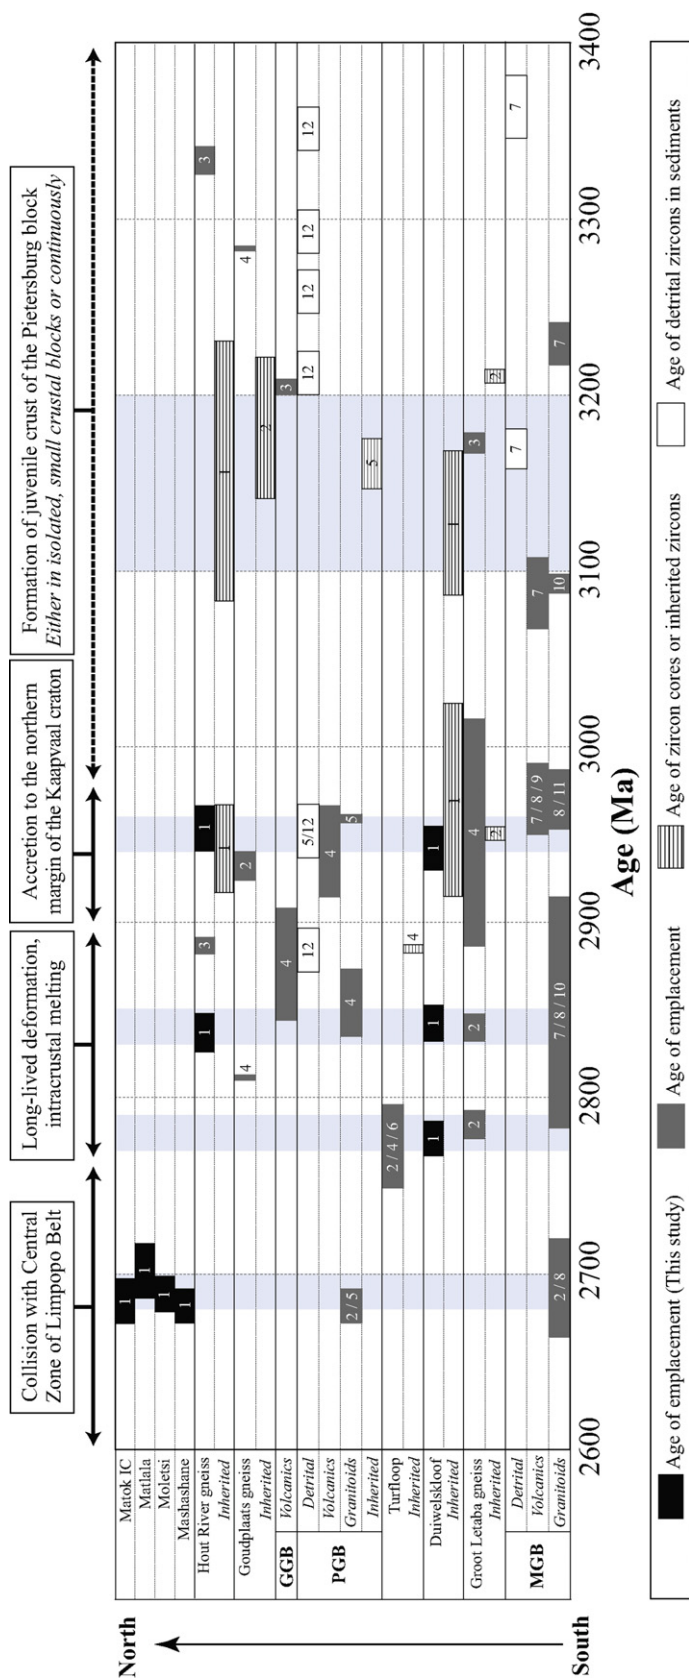 Collision with Central
Zone of Limpopo Belt
Long-lived deformation,
intracrustal melting
Accretion to the northern
margin of the Kaapvaal craton
Formation of juvenile crust of the Pietersburg block
Either in isolated, small crustal blocks or continuously
North
Matok IC
1
Matlala
1
Moletsi
1
Mashashane
1
Hout River gneiss
1
3
1
3
Inherited
1
1
Goudplaats gneiss
4
2
4
Inherited
2
GGB
Volcanics
4
3
PGB
Detrital
12
5/12
12
12
12
12
Volcanics
4
Granitoids
2 / 5
4
5
Inherited
5
Turfloop
2 / 4 / 6
Inherited
4
Duiwelskloof
1
1
1
Inherited
1
1
Groot Letaba gneiss
2
2
4
3
Inherited
2
2
MGB
Detrital
7
7
Volcanics
7 / 8 / 9
7
Granitoids
2 / 8
7 / 8 / 10
8 / 11
10
7
South
2600
2700
2800
2900
3000
3100
3200
3300
3400
Age (Ma)
Age of emplacement (This study)
Age of emplacement
Age of zircon cores or inherited zircons
Age of detrital zircons in sediments